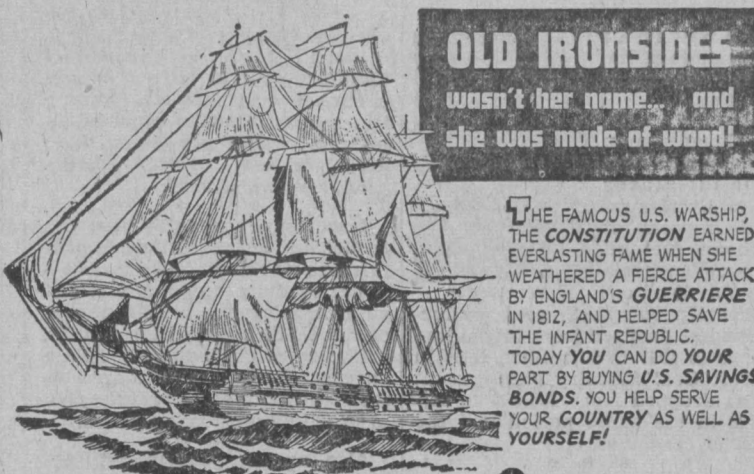 OLD IRONSIDES
wasn't her name... and
she was made of wood!
THE FAMOUS U.S. WARSHIP,
THE CONSTITUTION EARNED
EVERLASTING FAME WHEN SHE
WEATHERED A FIERCE ATTACK
BY ENGLAND'S GUERRIERE
IN 1812, AND HELPED SAVE
THE INFANT REPUBLIC.
TODAY YOU CAN DO YOUR
PART BY BUYING U.S. SAVINGS
BONDS. YOU HELP SERVE
YOUR COUNTRY AS WELL AS
YOURSELF!